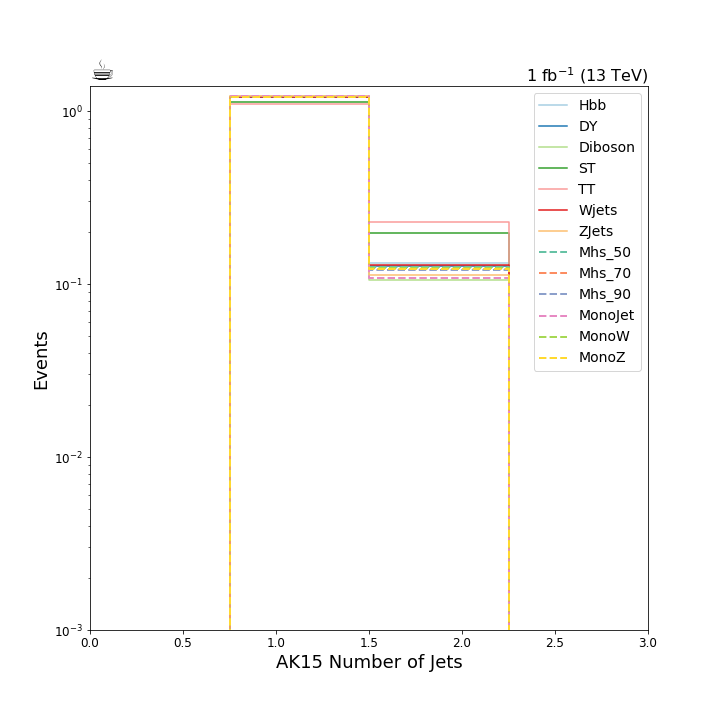 ☕
1 fb⁻¹ (13 TeV)
Hbb
DY
Diboson
ST
TT
Wjets
ZJets
Mhs_50
Mhs_70
Mhs_90
MonoJet
MonoW
MonoZ
10⁰
10⁻¹
10⁻²
10⁻³
Events
0.0 0.5 1.0 1.5 2.0 2.5 3.0
AK15 Number of Jets